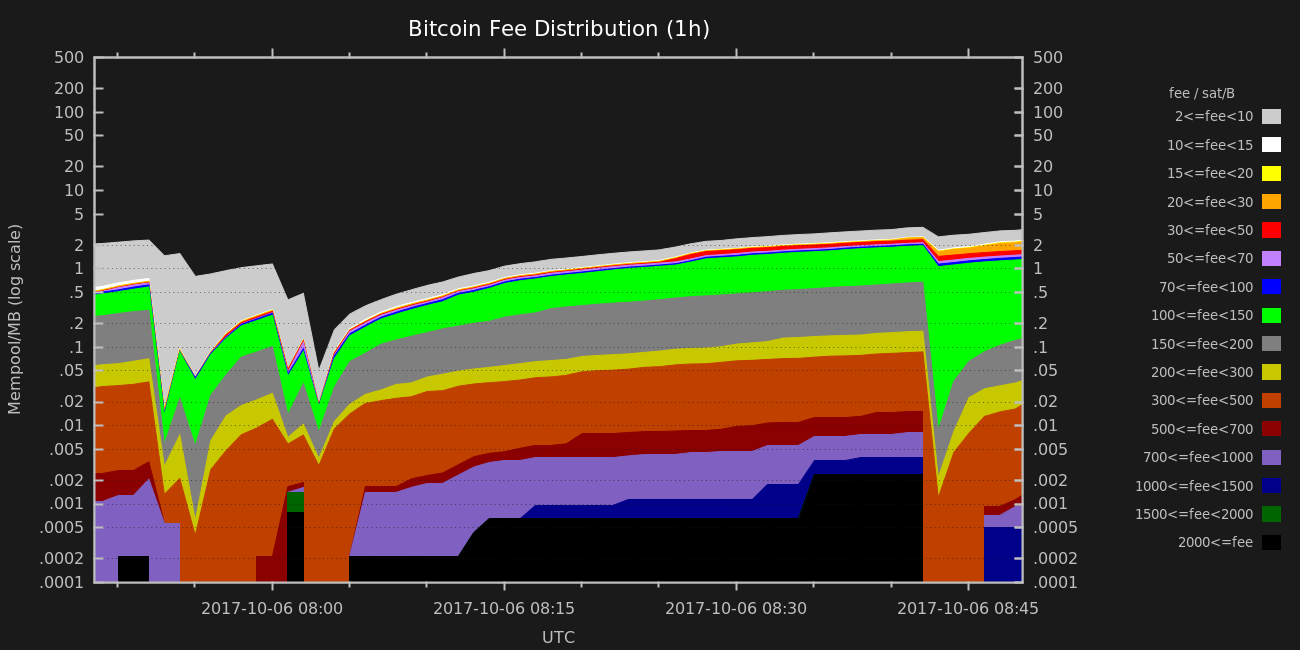 Bitcoin Fee Distribution (1h)
Mempool/MB (log scale)
500
200
100
50
20
10
5
2
1
.5
.2
.1
.05
.02
.01
.005
.002
.001
.0005
.0002
.0001
500
200
100
50
20
10
5
2
1
.5
.2
.1
.05
.02
.01
.005
.002
.001
.0005
.0002
.0001
2017-10-06 08:00
2017-10-06 08:15
2017-10-06 08:30
2017-10-06 08:45
UTC
fee / sat/B
2<=fee<10
10<=fee<15
15<=fee<20
20<=fee<30
30<=fee<50
50<=fee<70
70<=fee<100
100<=fee<150
150<=fee<200
200<=fee<300
300<=fee<500
500<=fee<700
700<=fee<1000
1000<=fee<1500
1500<=fee<2000
2000<=fee